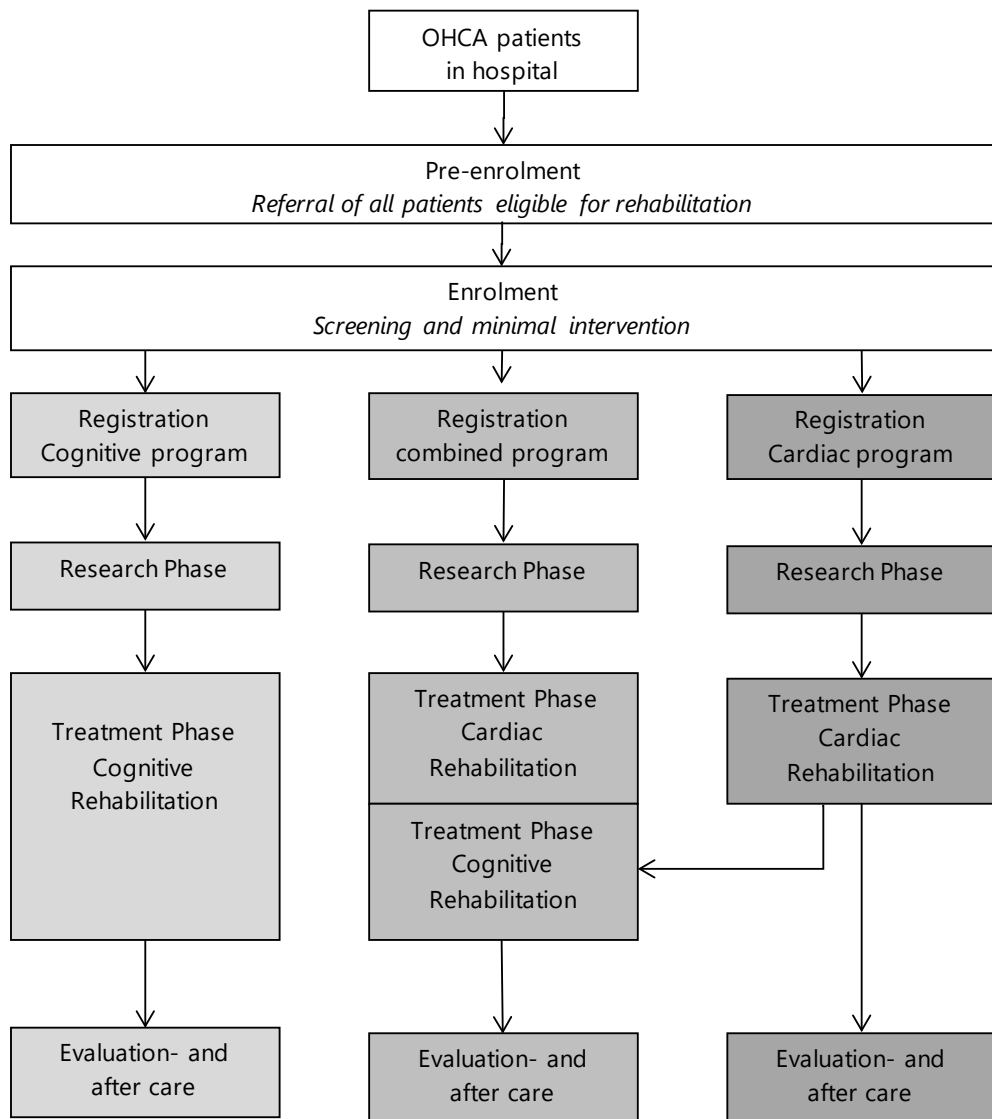 OHCA patients
in hospital
Pre-enrolment
Referral of all patients eligible for rehabilitation
Enrolment
Screening and minimal intervention
Registration
Cognitive program
Registration
combined program
Registration
Cardiac program
Research Phase
Research Phase
Research Phase
Treatment Phase
Cognitive
Rehabilitation
Treatment Phase
Cardiac
Rehabilitation
Treatment Phase
Cognitive
Rehabilitation
Treatment Phase
Cardiac
Rehabilitation
Evaluation- and
after care
Evaluation- and
after care
Evaluation- and
after care